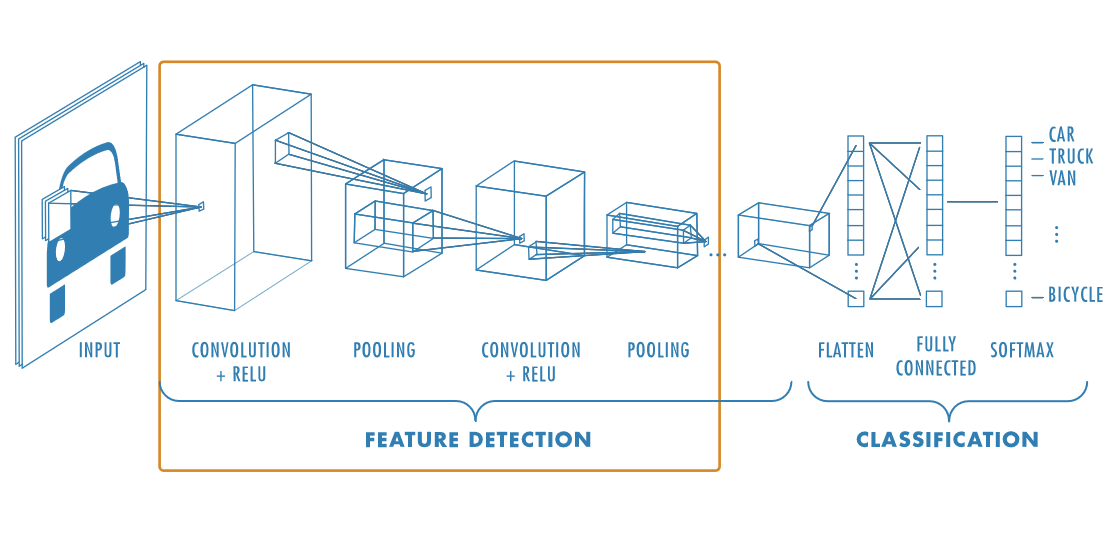 CAR
TRUCK
VAN
BICYCLE
INPUT
CONVOLUTION
+ RELU
POOLING
CONVOLUTION
+ RELU
POOLING
FLATTEN
FULLY
CONNECTED
SOFTMAX
FEATURE DETECTION
CLASSIFICATION